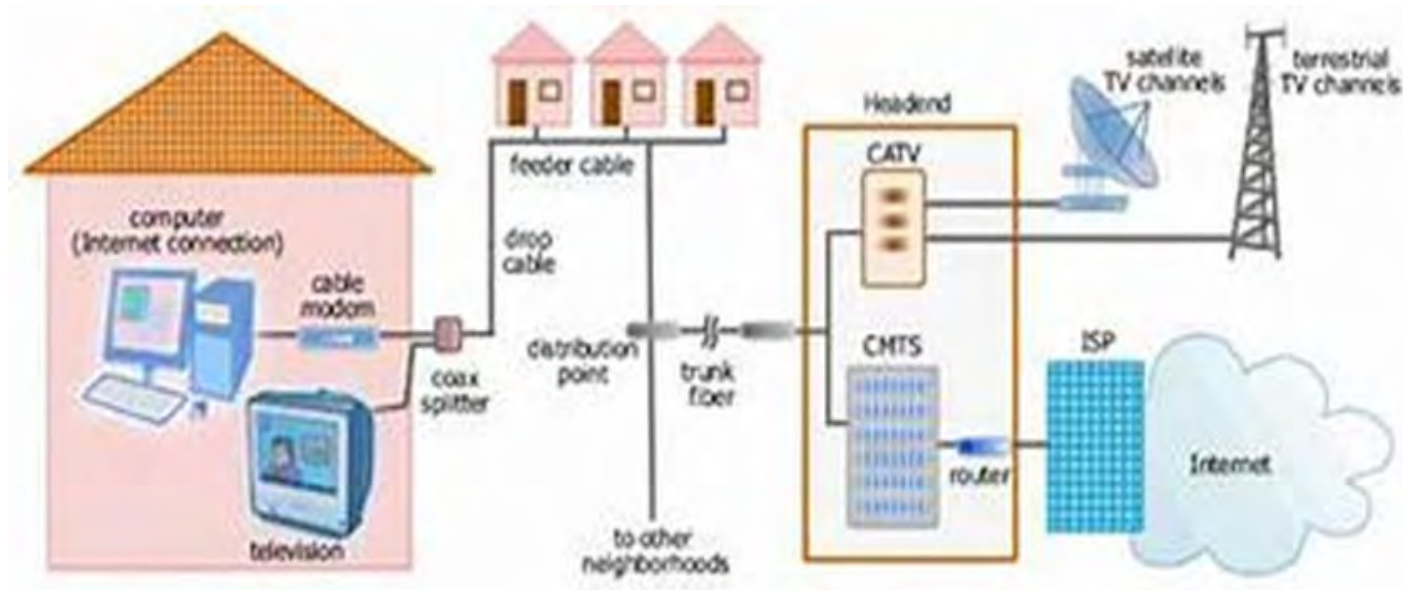 satellite
TV channels
terrestrial
TV channels
Headend
CATV
feeder cable
computer
(Internet connection)
drop
cable
cable
modem
distribution
point
trunk
fiber
CMTS
ISP
coax
splitter
router
Internet
television
to other
neighborhoods